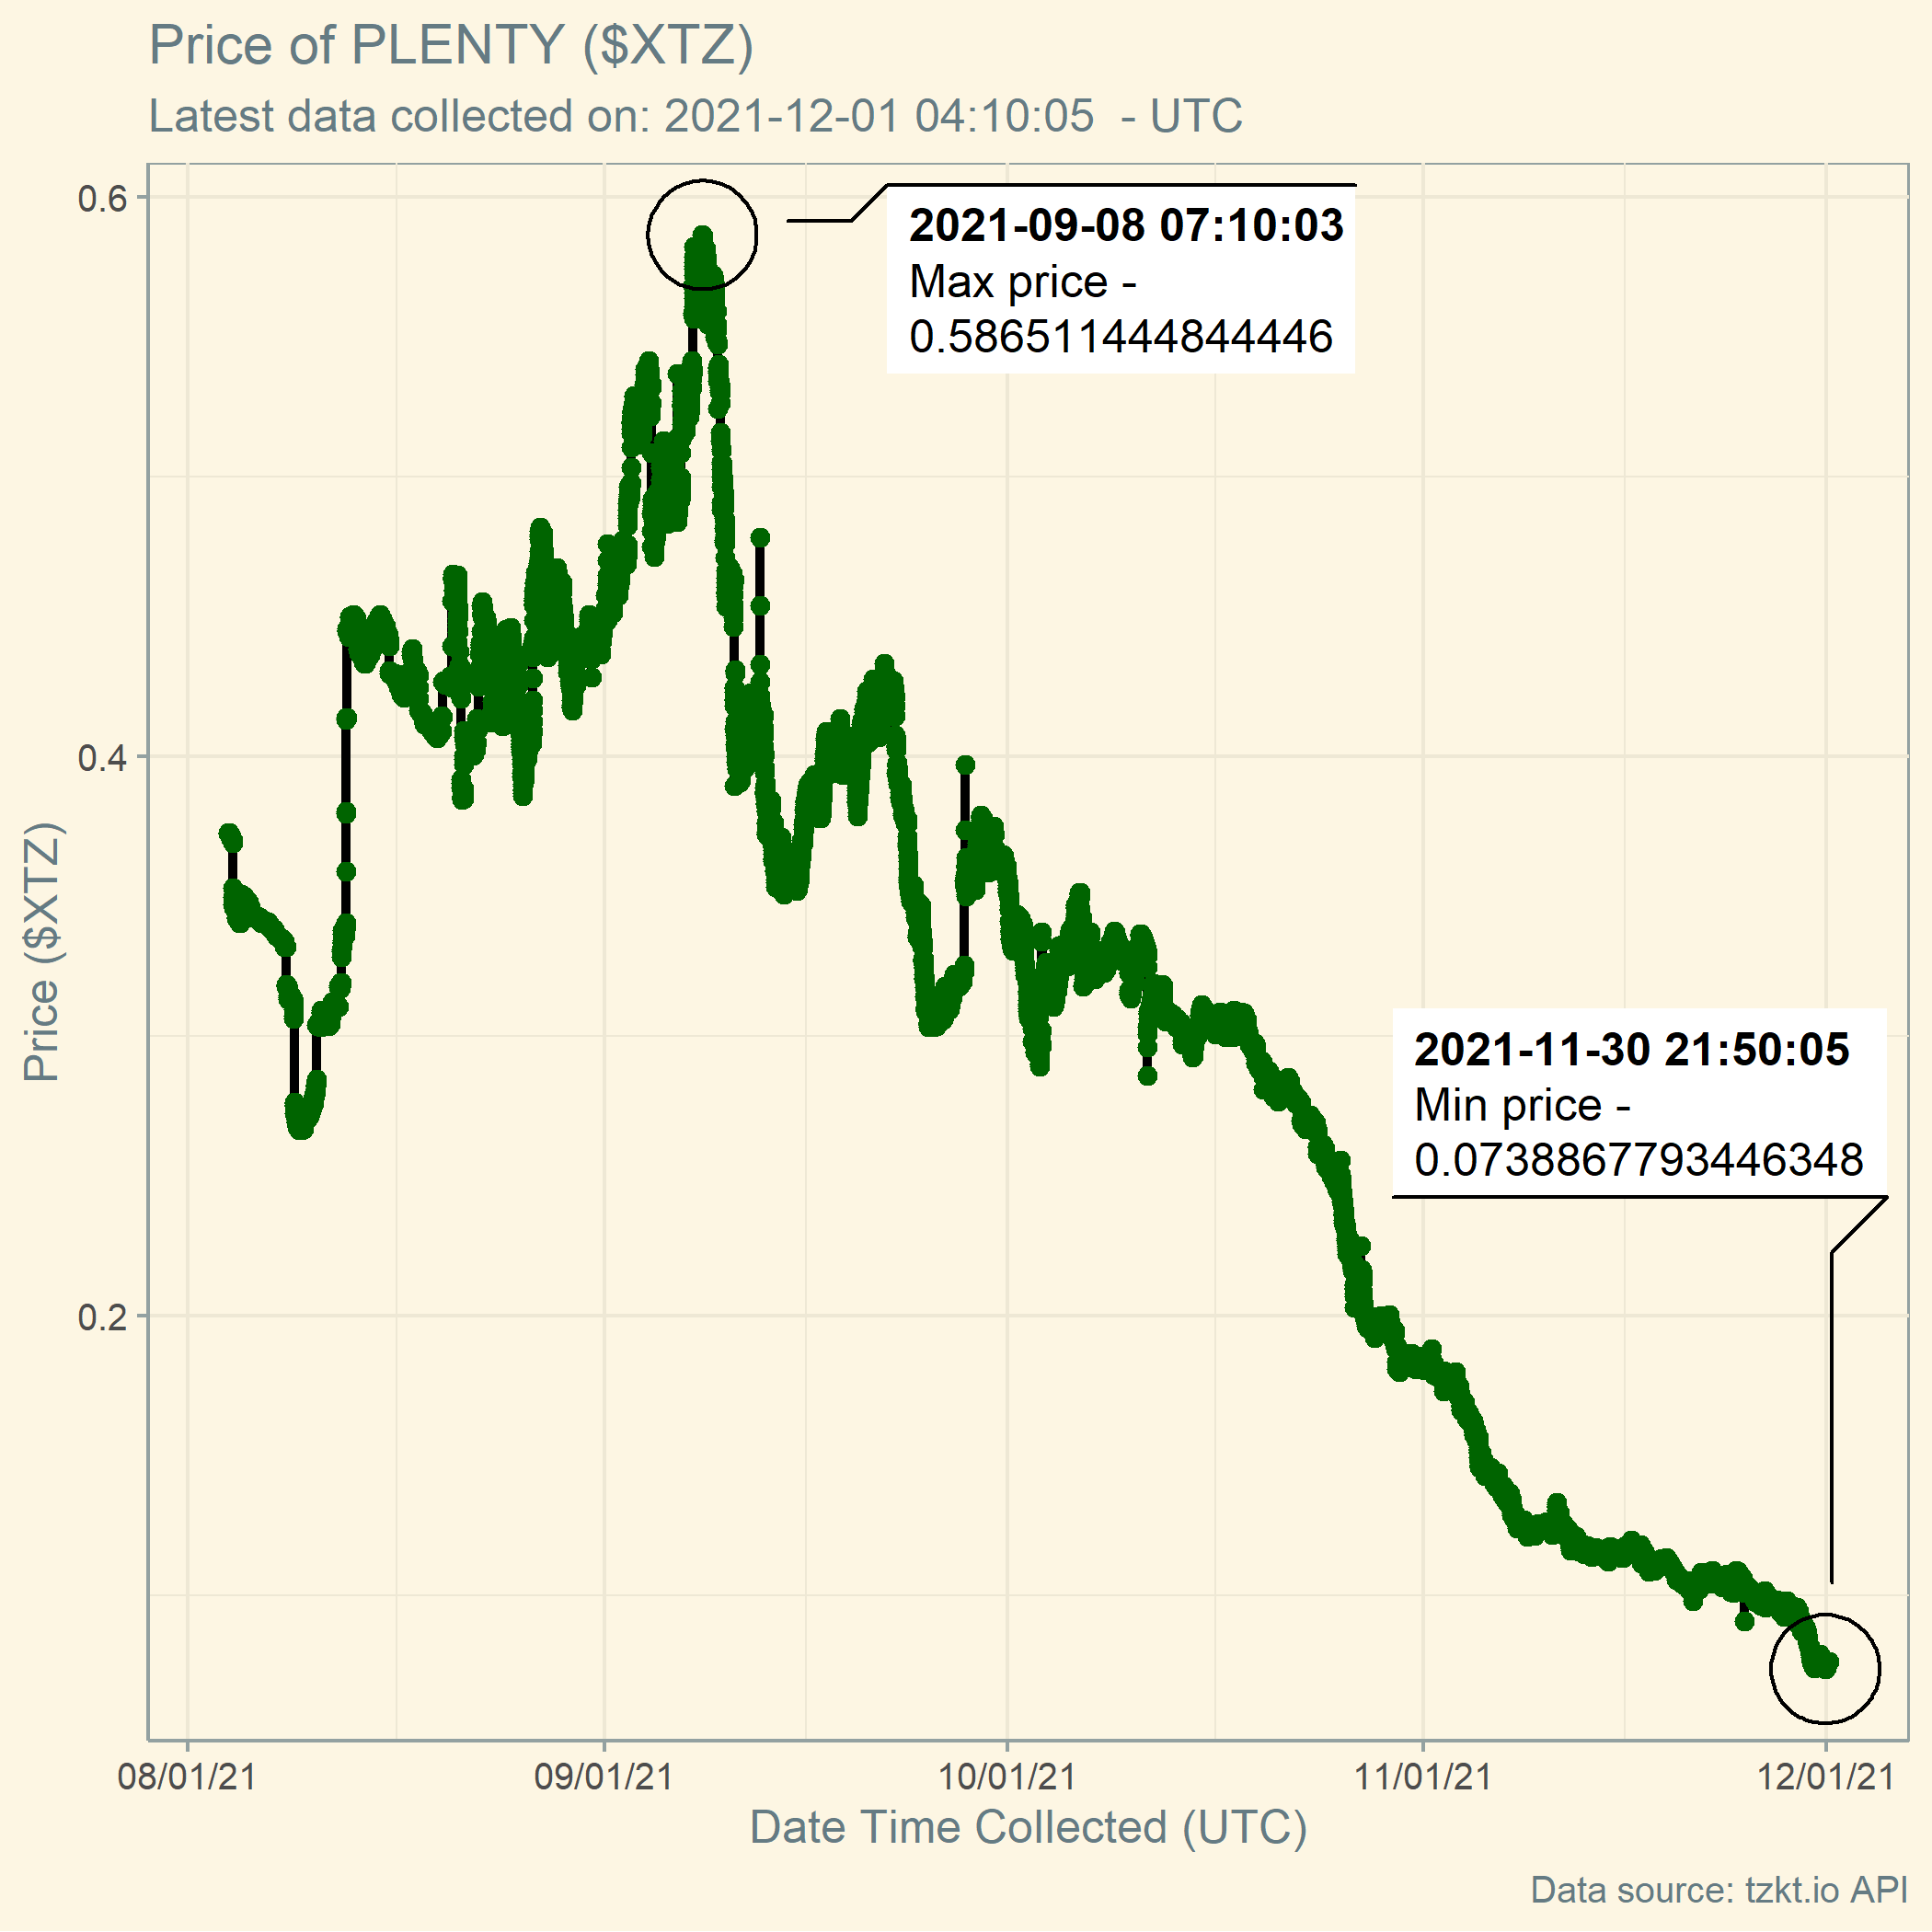 Price of PLENTY ($XTZ)
Latest data collected on: 2021-12-01 04:10:05  - UTC
0.6
2021-09-08 07:10:03
Max price -
0.586511444844446
0.4
Price ($XTZ)
2021-11-30 21:50:05
Min price -
0.07388677934463​48
0.2
08/01/21
09/01/21
10/01/21
11/01/21
12/01/21
Date Time Collected (UTC)
Data source: tzkt.io API